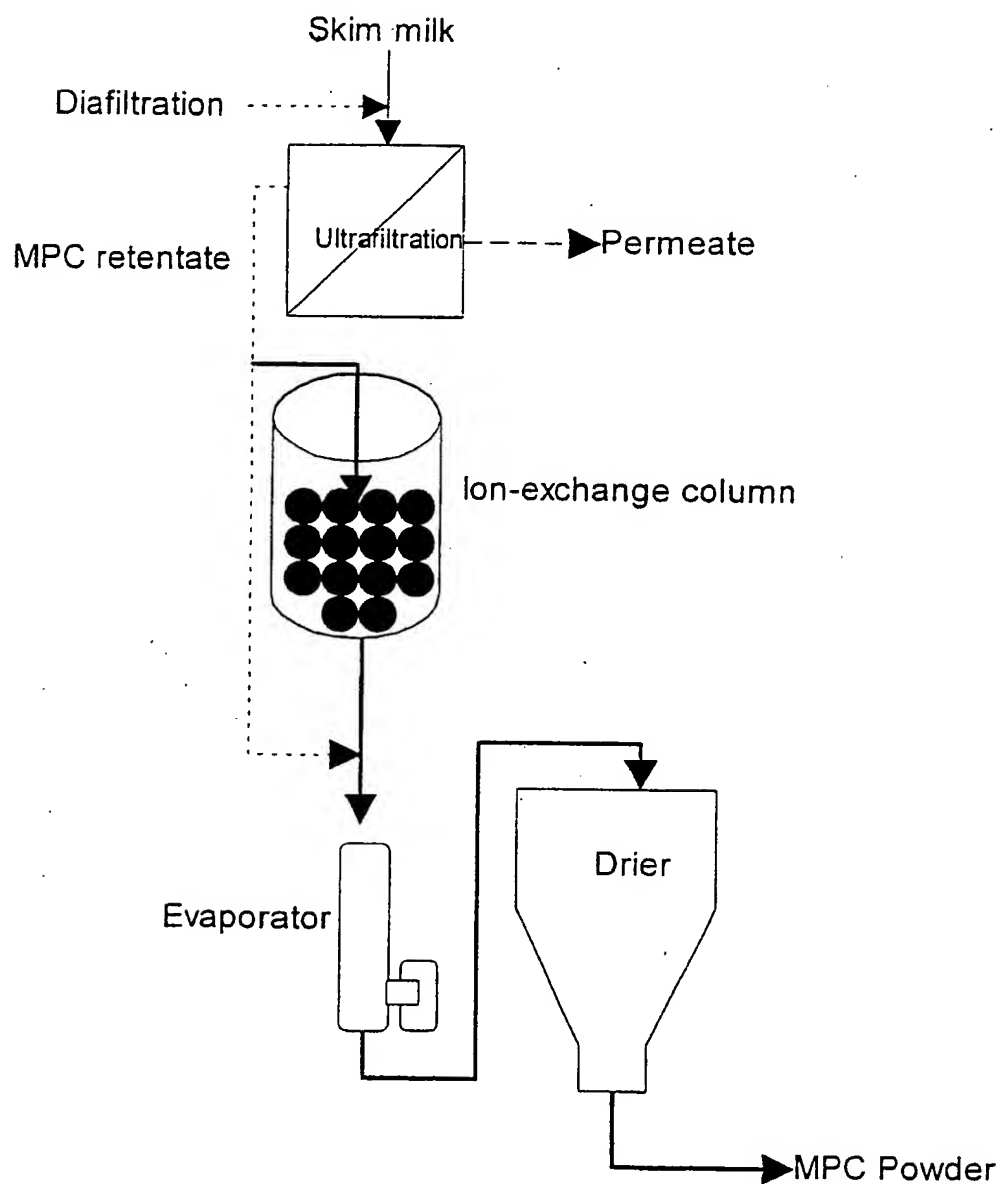 Skim milk
Diafiltration
Ultrafiltration
Permeate
MPC retentate
Ion-exchange column
Drier
Evaporator
MPC Powder